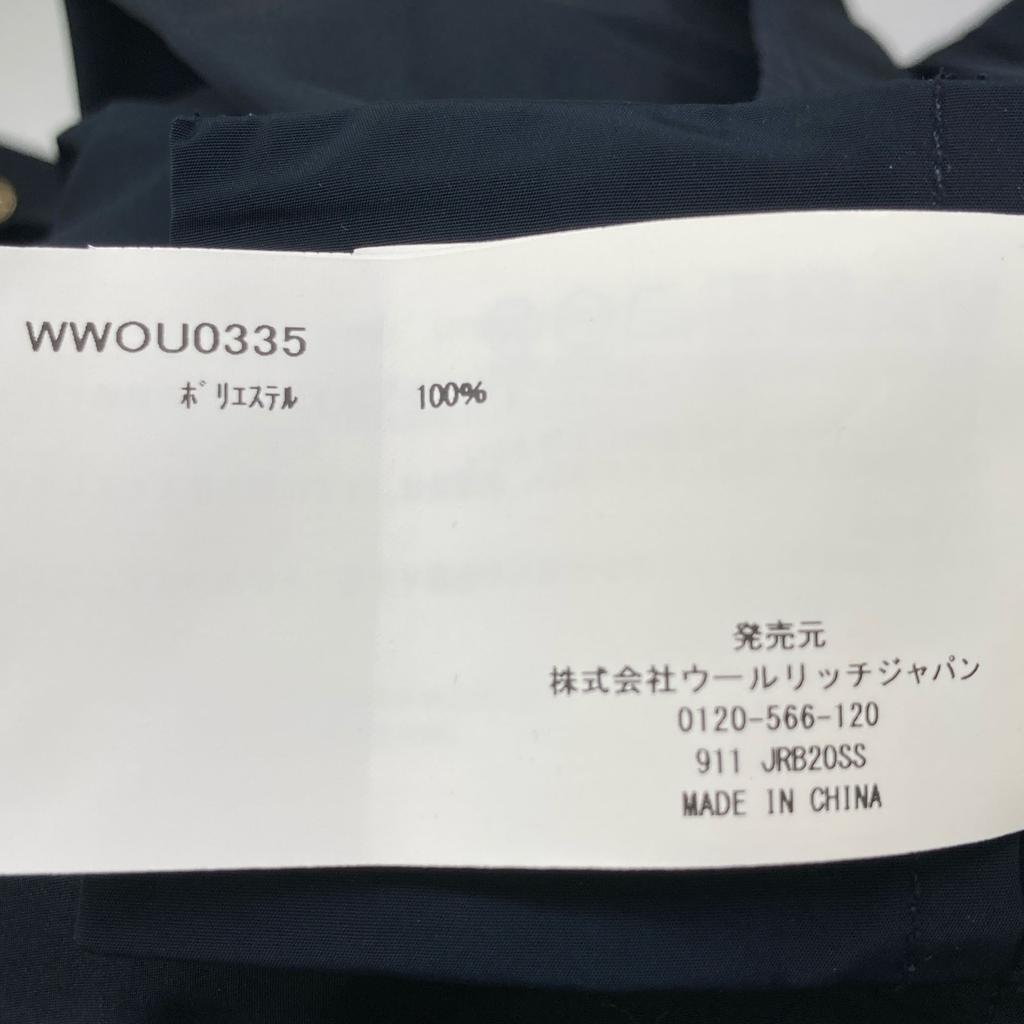 WWOU0335
ﾎﾟﾘｴｽﾃﾙ 100%
発売元
株式会社ウールリッチジャパン
0120-566-120
911 JRB20SS
MADE IN CHINA